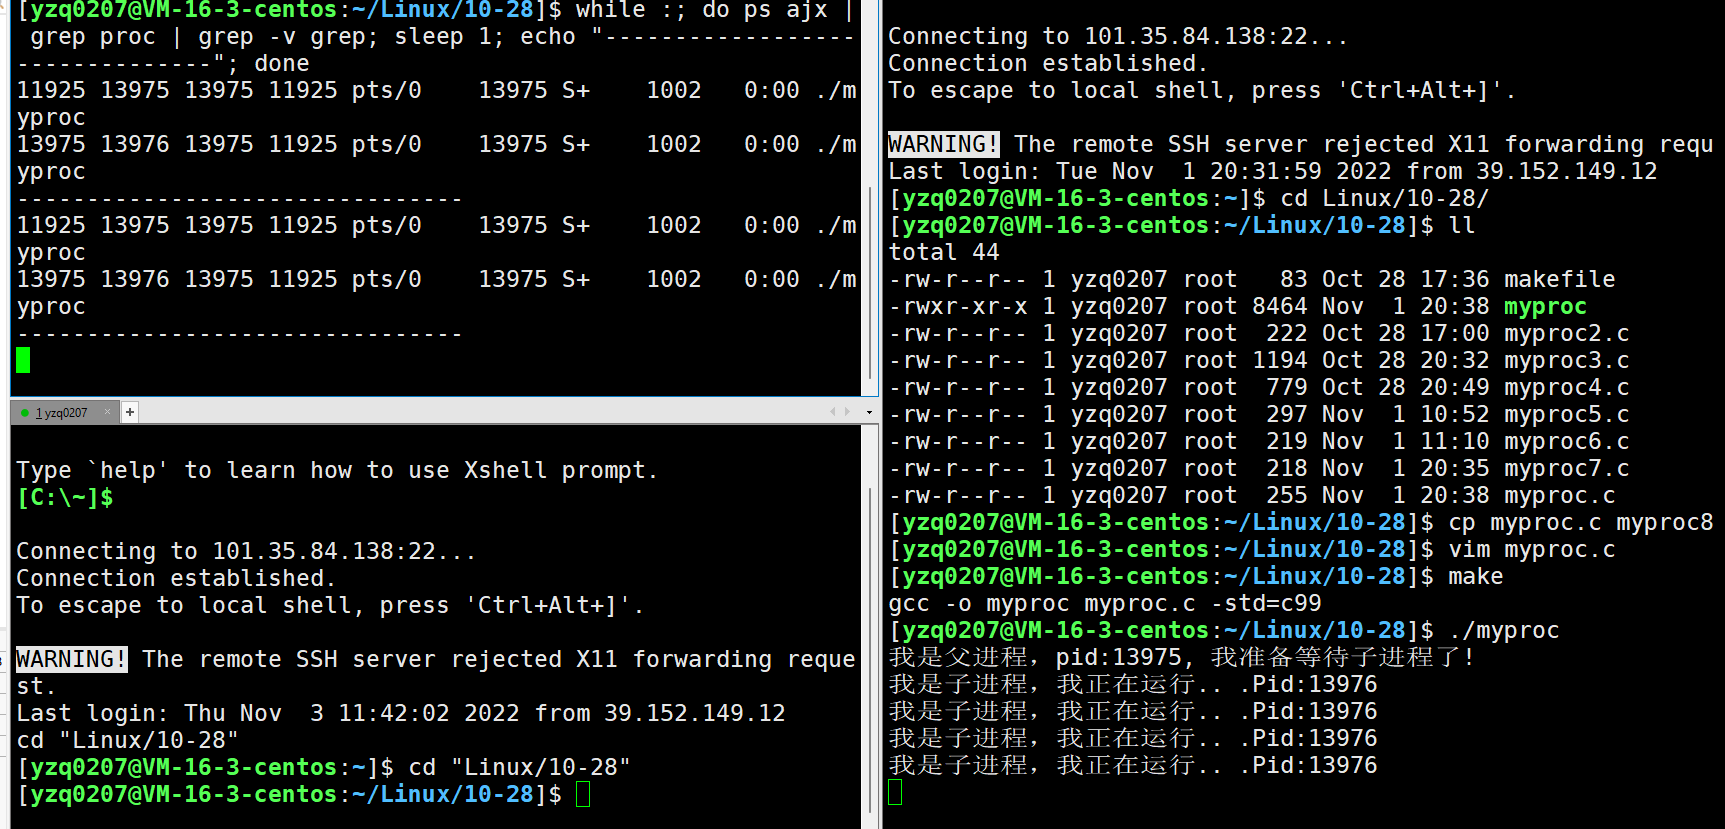 [yzq0207@VM-16-3-centos:~/Linux/10-28]$ while :; do ps ajx |
 grep proc | grep -v grep; sleep 1; echo "------------------
--------------"; done
11925 13975 13975 11925 pts/0    13975 S+    1002   0:00 ./m
yproc
13975 13976 13975 11925 pts/0    13975 S+    1002   0:00 ./m
yproc
--------------------------------
11925 13975 13975 11925 pts/0    13975 S+    1002   0:00 ./m
yproc
13975 13976 13975 11925 pts/0    13975 S+    1002   0:00 ./m
yproc
--------------------------------
1 yzq0207
Type `help' to learn how to use Xshell prompt.
[C:\~]$
Connecting to 101.35.84.138:22...
Connection established.
To escape to local shell, press 'Ctrl+Alt+]'.
WARNING! The remote SSH server rejected X11 forwarding reque
st.
Last login: Thu Nov  3 11:42:02 2022 from 39.152.149.12
cd "Linux/10-28"
[yzq0207@VM-16-3-centos:~]$ cd "Linux/10-28"
[yzq0207@VM-16-3-centos:~/Linux/10-28]$
Connecting to 101.35.84.138:22...
Connection established.
To escape to local shell, press 'Ctrl+Alt+]'.
WARNING! The remote SSH server rejected X11 forwarding requ
Last login: Tue Nov  1 20:31:59 2022 from 39.152.149.12
[yzq0207@VM-16-3-centos:~]$ cd Linux/10-28/
[yzq0207@VM-16-3-centos:~/Linux/10-28]$ ll
total 44
-rw-r--r-- 1 yzq0207 root   83 Oct 28 17:36 makefile
-rwxr-xr-x 1 yzq0207 root 8464 Nov  1 20:38 myproc
-rw-r--r-- 1 yzq0207 root  222 Oct 28 17:00 myproc2.c
-rw-r--r-- 1 yzq0207 root 1194 Oct 28 20:32 myproc3.c
-rw-r--r-- 1 yzq0207 root  779 Oct 28 20:49 myproc4.c
-rw-r--r-- 1 yzq0207 root  297 Nov  1 10:52 myproc5.c
-rw-r--r-- 1 yzq0207 root  219 Nov  1 11:10 myproc6.c
-rw-r--r-- 1 yzq0207 root  218 Nov  1 20:35 myproc7.c
-rw-r--r-- 1 yzq0207 root  255 Nov  1 20:38 myproc.c
[yzq0207@VM-16-3-centos:~/Linux/10-28]$ cp myproc.c myproc8
[yzq0207@VM-16-3-centos:~/Linux/10-28]$ vim myproc.c
[yzq0207@VM-16-3-centos:~/Linux/10-28]$ make
gcc -o myproc myproc.c -std=c99
[yzq0207@VM-16-3-centos:~/Linux/10-28]$ ./myproc
我是父进程，pid:13975, 我准备等待子进程了!
我是子进程，我正在运行.. .Pid:13976
我是子进程，我正在运行.. .Pid:13976
我是子进程，我正在运行.. .Pid:13976
我是子进程，我正在运行.. .Pid:13976